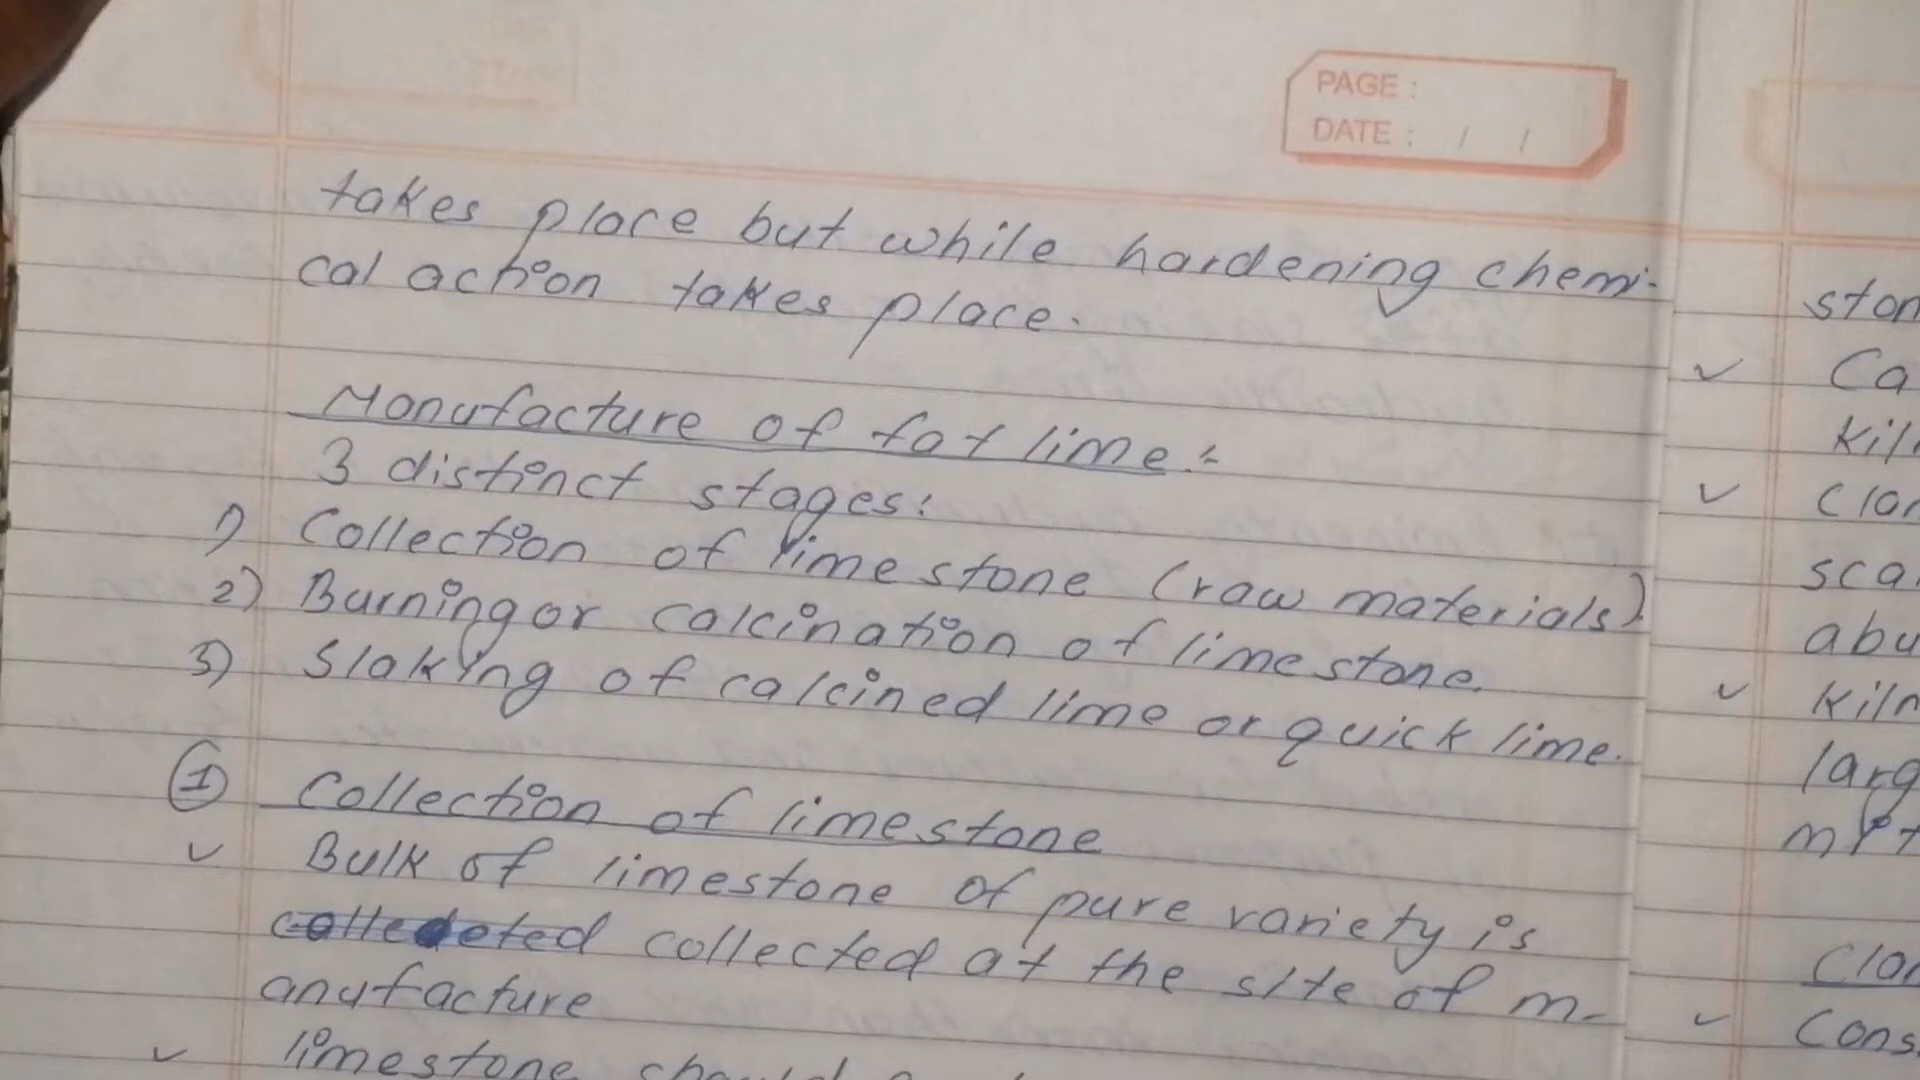 PAGE :
DATE : / /
takes place but while hardening chemi-
cal action takes place.
Manufacture of fat lime:
3 distinct stages:
1) Collection of limestone (raw materials)
2) Burning or calcination of limestone.
3) Slaking of calcined lime or quick lime.
① Collection of limestone
✓ Bulk of limestone of pure variety is
collected collected at the site of m-
anufacture
✓ limestone should
ston
✓ Ca
kil
✓ Clo
sca
abu
✓ kiln
larg
Clo
✓ Cons